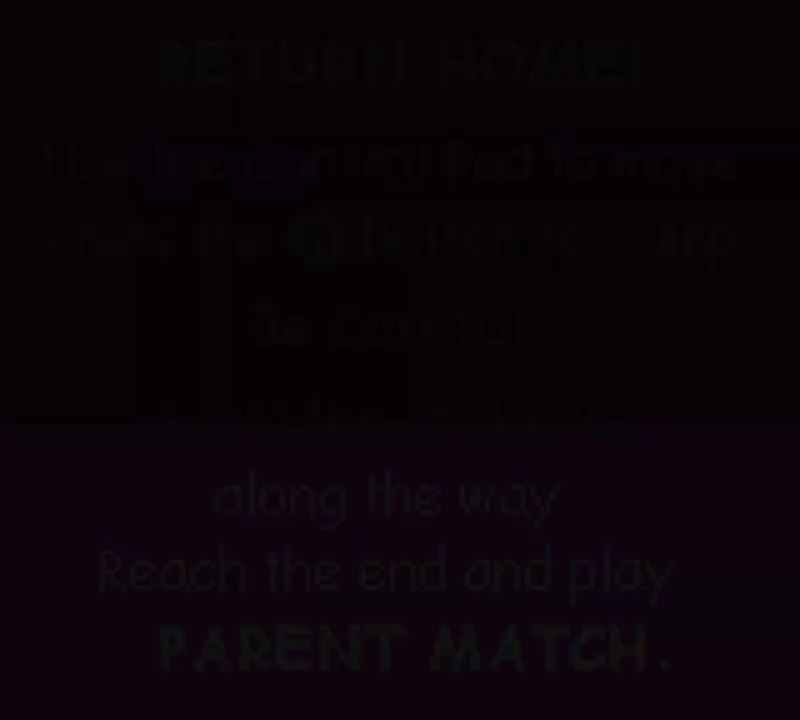 RETURN HOME!
Use the Control Pad to move
Press the A button to Jump!
Be Careful!
along the way
Reach the end and play
PARENT MATCH.